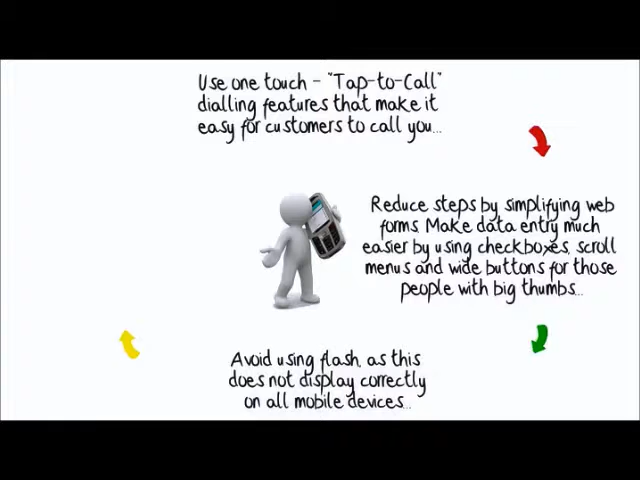 Use one touch - "Tap-to-Call"
dialling features that make it
easy for customers to call you...
Reduce steps by simplifying web
forms. Make data entry much
easier by using checkboxes, scroll
menus and wide buttons for those
people with big thumbs...
Avoid using flash, as this
does not display correctly
on all mobile devices...